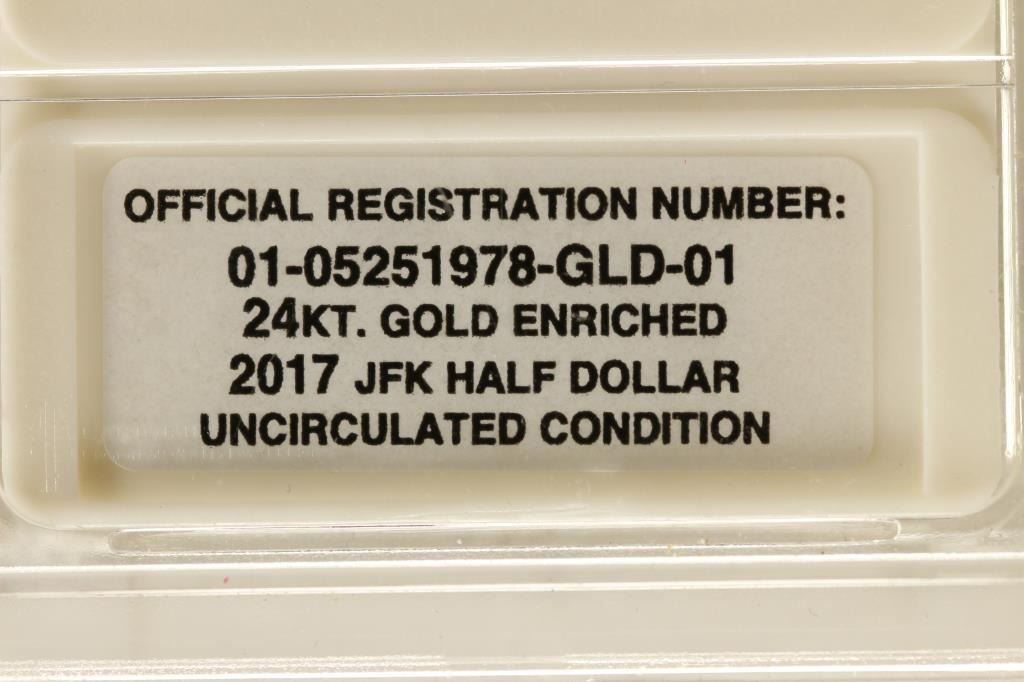 OFFICIAL REGISTRATION NUMBER:
01-05251978-GLD-01
24KT. GOLD ENRICHED
2017 JFK HALF DOLLAR
UNCIRCULATED CONDITION